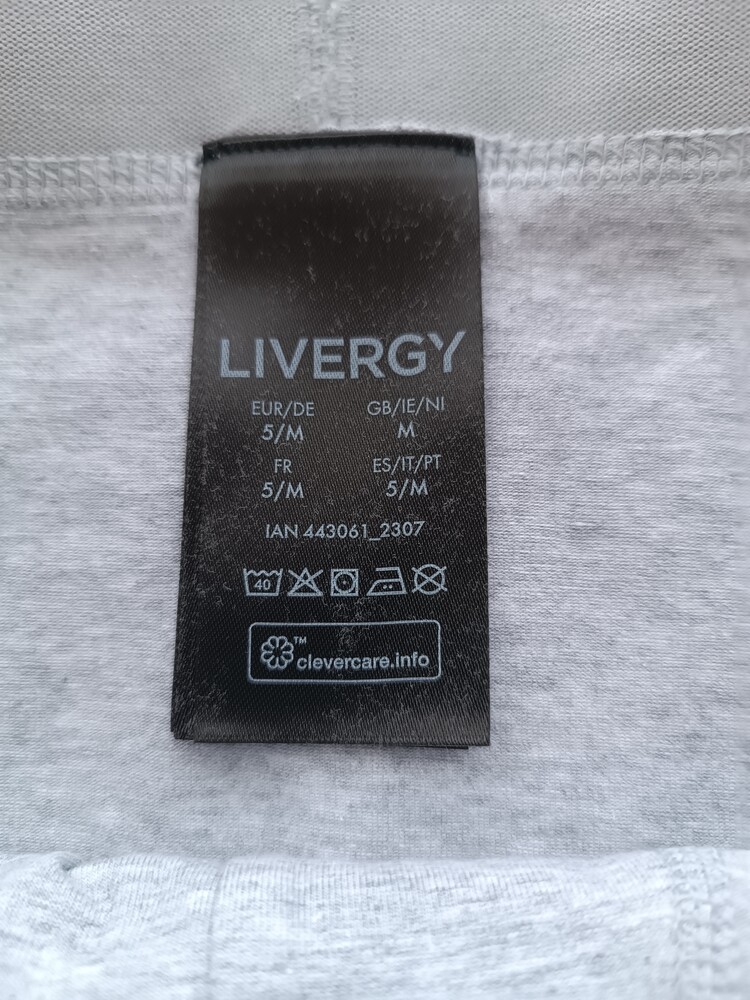 LIVERGY
EUR/DE GB/IE/NI
5/M M
FR ES/IT/PT
5/M 5/M
IAN 443061_2307
40
™
clevercare.info